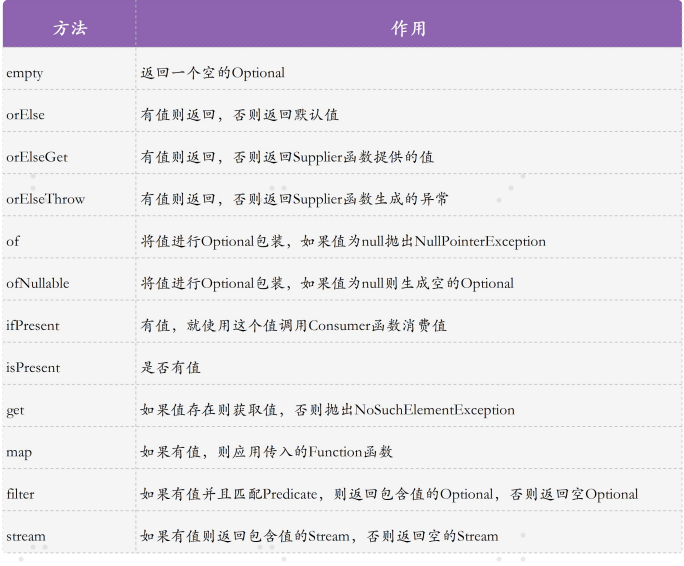 方法 作用
empty 返回一个空的Optional
orElse 有值则返回，否则返回默认值
orElseGet 有值则返回，否则返回Supplier函数提供的值
orElseThrow 有值则返回，否则返回Supplier函数生成的异常
of 将值进行Optional包装，如果值为null抛出NullPointerException
ofNullable 将值进行Optional包装，如果值为null则生成空的Optional
ifPresent 有值，就使用这个值调用Consumer函数消费值
isPresent 是否有值
get 如果值存在则获取值，否则抛出NoSuchElementException
map 如果有值，则应用传入的Function函数
filter 如果有值并且匹配Predicate，则返回包含值的Optional，否则返回空Optional
stream 如果有值则返回包含值的Stream，否则返回空的Stream